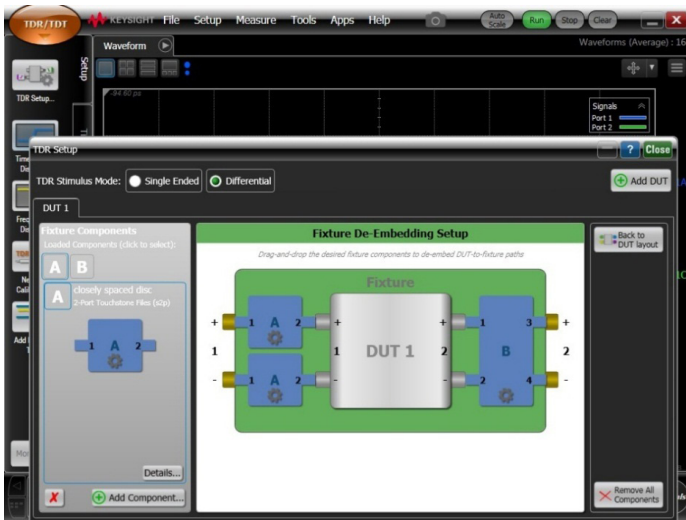 TDR/TDT
KEYSIGHT File Setup Measure Tools Apps Help
Auto Scale
Run
Stop
Clear
Waveform
Waveforms (Average) : 16
Setup
TDR Setup...
-94.60 ps
Signals
Port 1
Port 2
TDR Setup
? Close
TDR Stimulus Mode: Single Ended Differential
Add DUT
DUT 1
Fixture Components
Loaded Components (click to select):
A B
A closely spaced disc
2-Port Touchstone Files (s2p)
1 A 2
Details...
Add Component...
Fixture De-Embedding Setup
Drag-and-drop the desired fixture components to de-embed DUT-to-fixture paths
Fixture
+ 1 A 2 + + 1 3 +
1 1 DUT 1 2 B 2
- 1 A 2 - - 2 4 -
Back to
DUT layout
Remove All
Components